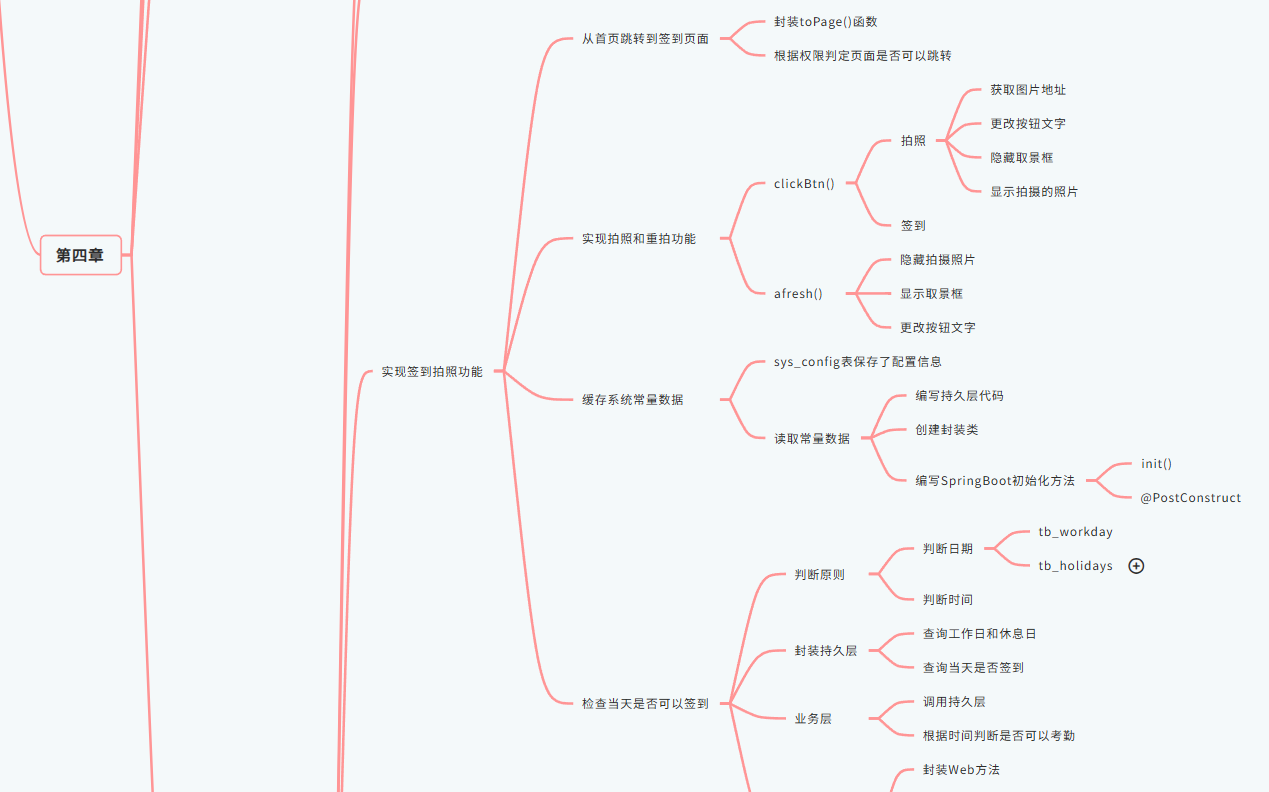 第四章
实现签到拍照功能
从首页跳转到签到页面
封装toPage()函数
根据权限判定页面是否可以跳转
实现拍照和重拍功能
clickBtn()
拍照
获取图片地址
更改按钮文字
隐藏取景框
显示拍摄的照片
签到
afresh()
隐藏拍摄照片
显示取景框
更改按钮文字
缓存系统常量数据
sys_config表保存了配置信息
读取常量数据
编写持久层代码
创建封装类
编写SpringBoot初始化方法
init()
@PostConstruct
检查当天是否可以签到
判断原则
判断日期
tb_workday
tb_holidays
判断时间
封装持久层
查询工作日和休息日
查询当天是否签到
业务层
调用持久层
根据时间判断是否可以考勤
封装Web方法